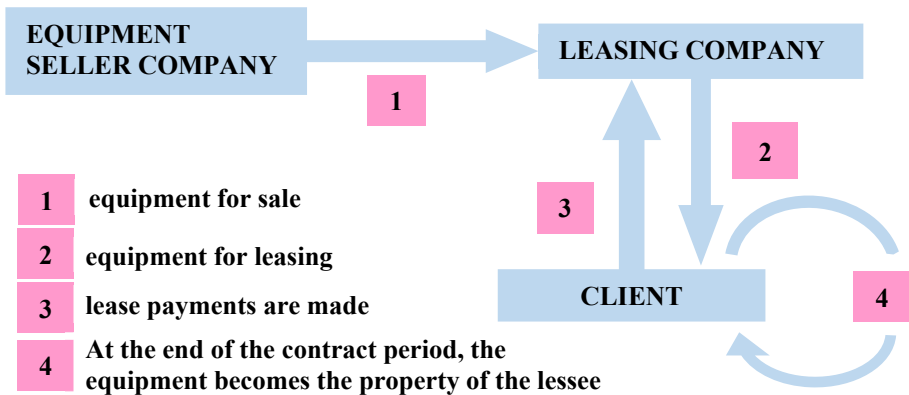 EQUIPMENT
SELLER COMPANY
LEASING COMPANY
1
2
3
1 equipment for sale
2 equipment for leasing
3 lease payments are made
CLIENT
4
4 At the end of the contract period, the
equipment becomes the property of the lessee